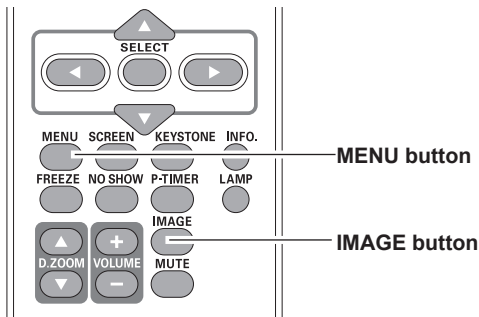 SELECT
MENU SCREEN KEYSTONE INFO.
MENU button
FREEZE NO SHOW P-TIMER LAMP
IMAGE
IMAGE button
D.ZOOM VOLUME MUTE